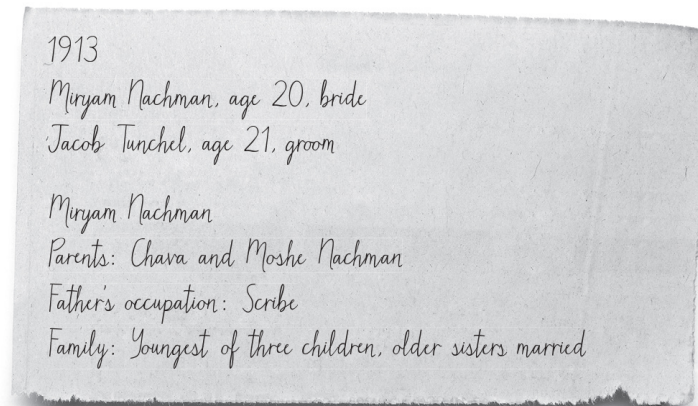 1913
Miryam Nachman, age 20, bride
Jacob Tunchel, age 21, groom
Miryam Nachman
Parents: Chava and Moshe Nachman
Father's occupation: Scribe
Family: Youngest of three children, older sisters married